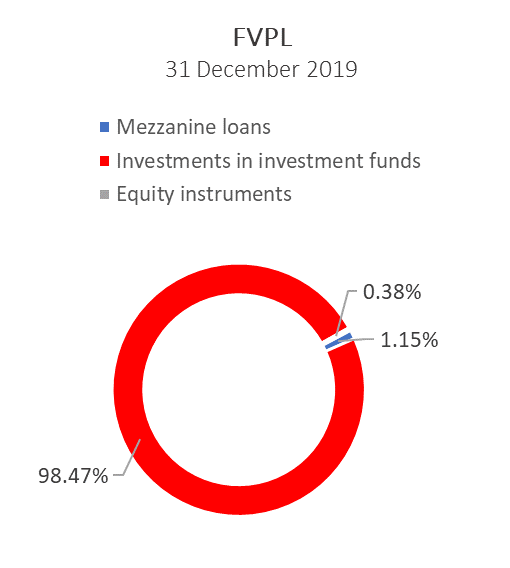 FVPL
31 December 2019
Mezzanine loans
Investments in investment funds
Equity instruments
0.38%
1.15%
98.47%